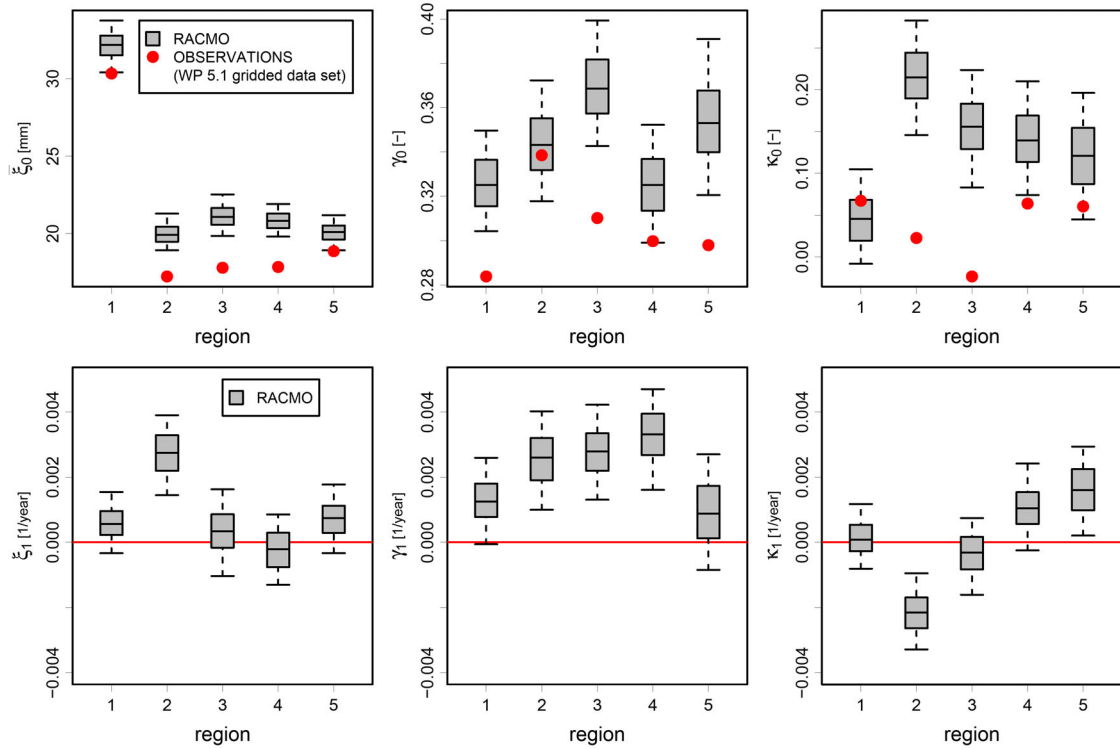 RACMO
OBSERVATIONS
(WP 5.1 gridded data set)
30
25
20
ξ̄₀ [mm]
1 2 3 4 5
region
0.40
0.36
0.32
0.28
γ₀ [-]
1 2 3 4 5
region
0.20
0.10
0.00
κ₀ [-]
1 2 3 4 5
region
RACMO
0.004
0.002
0.000
-0.004
ξ₁ [1/year]
1 2 3 4 5
region
0.004
0.002
0.000
-0.004
γ₁ [1/year]
1 2 3 4 5
region
0.004
0.002
0.000
-0.004
κ₁ [1/year]
1 2 3 4 5
region